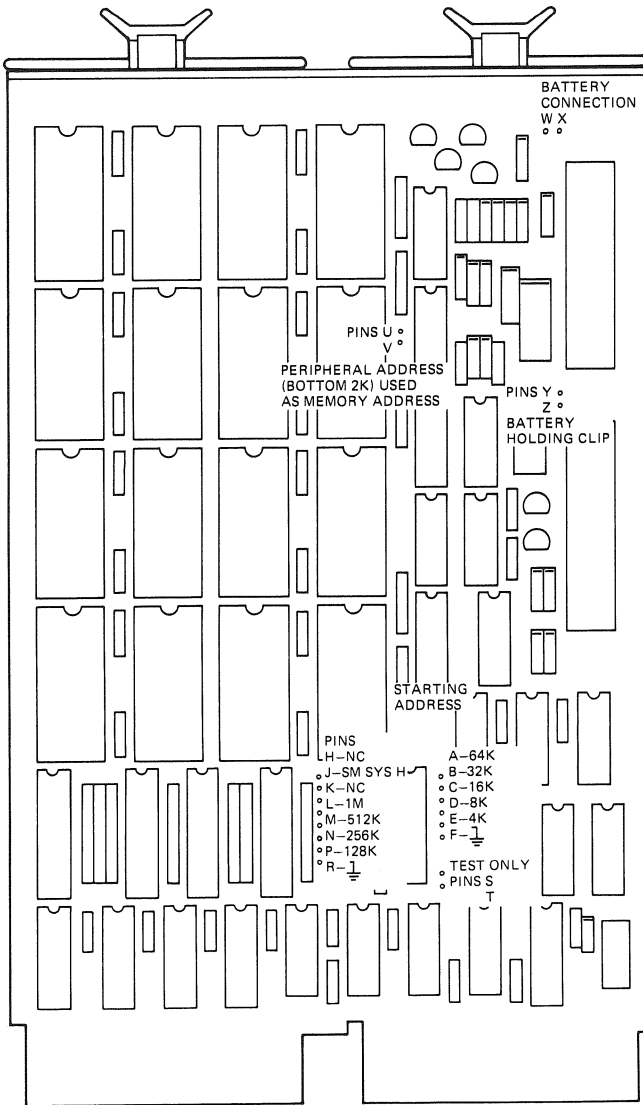 BATTERY
CONNECTION
W X
PINS U
V
PERIPHERAL ADDRESS
(BOTTOM 2K) USED
AS MEMORY ADDRESS
PINS Y
Z
BATTERY
HOLDING CLIP
STARTING
ADDRESS
PINS
H–NC
J–SM SYS H
K–NC
L–1M
M–512K
N–256K
P–128K
R–
A–64K
B–32K
C–16K
D–8K
E–4K
F–
TEST ONLY
PINS S
T